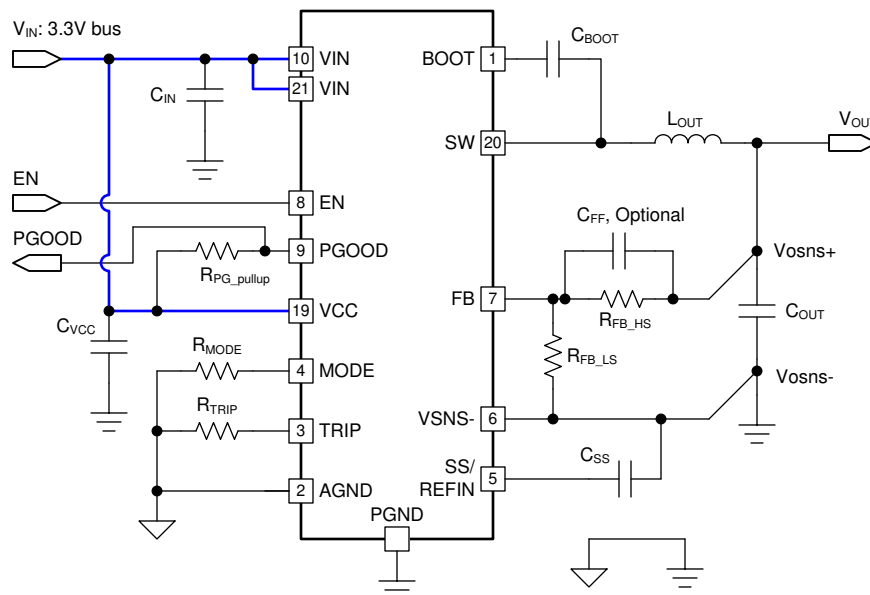 VIN: 3.3V bus
10 VIN
21 VIN
CIN
EN
8 EN
PGOOD
9 PGOOD
RPG_pullup
19 VCC
CVCC
RMODE
4 MODE
RTRIP
3 TRIP
2 AGND
PGND
BOOT 1
CBOOT
SW 20
LOUT
VOUT
CFF, Optional
Vosns+
FB 7
RFB_HS
COUT
RFB_LS
Vosns-
VSNS- 6
CSS
SS/
REFIN 5